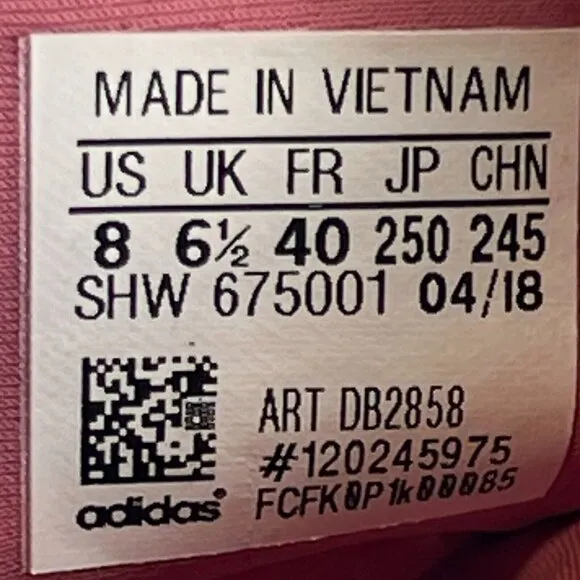 MADE IN VIETNAM
US UK FR JP CHN
8 6½ 40 250 245
SHW 675001 04/18
ART DB2858
#120245975
FCFK0P1k00085
adidas